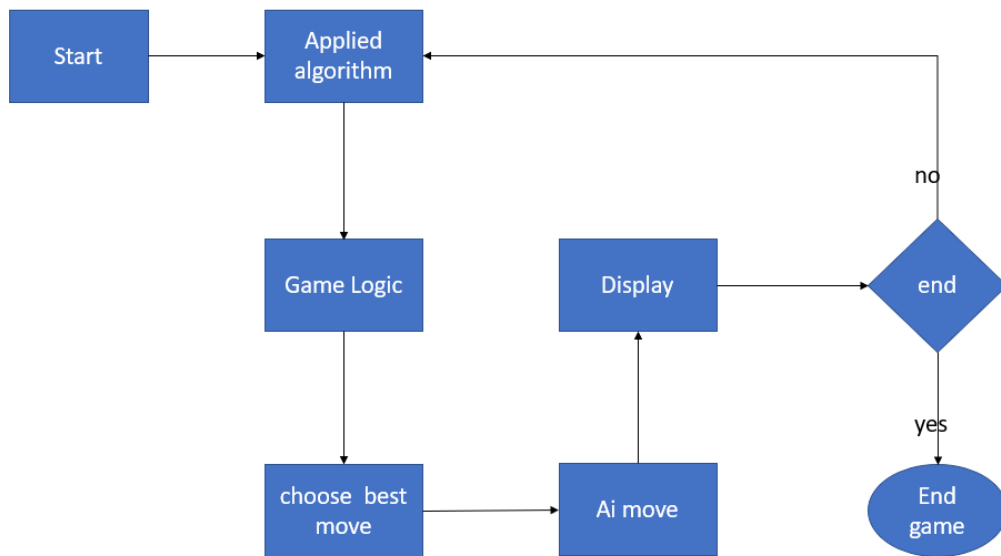 Start
Applied
algorithm
no
Game Logic
Display
end
yes
choose  best
move
Ai move
End
game